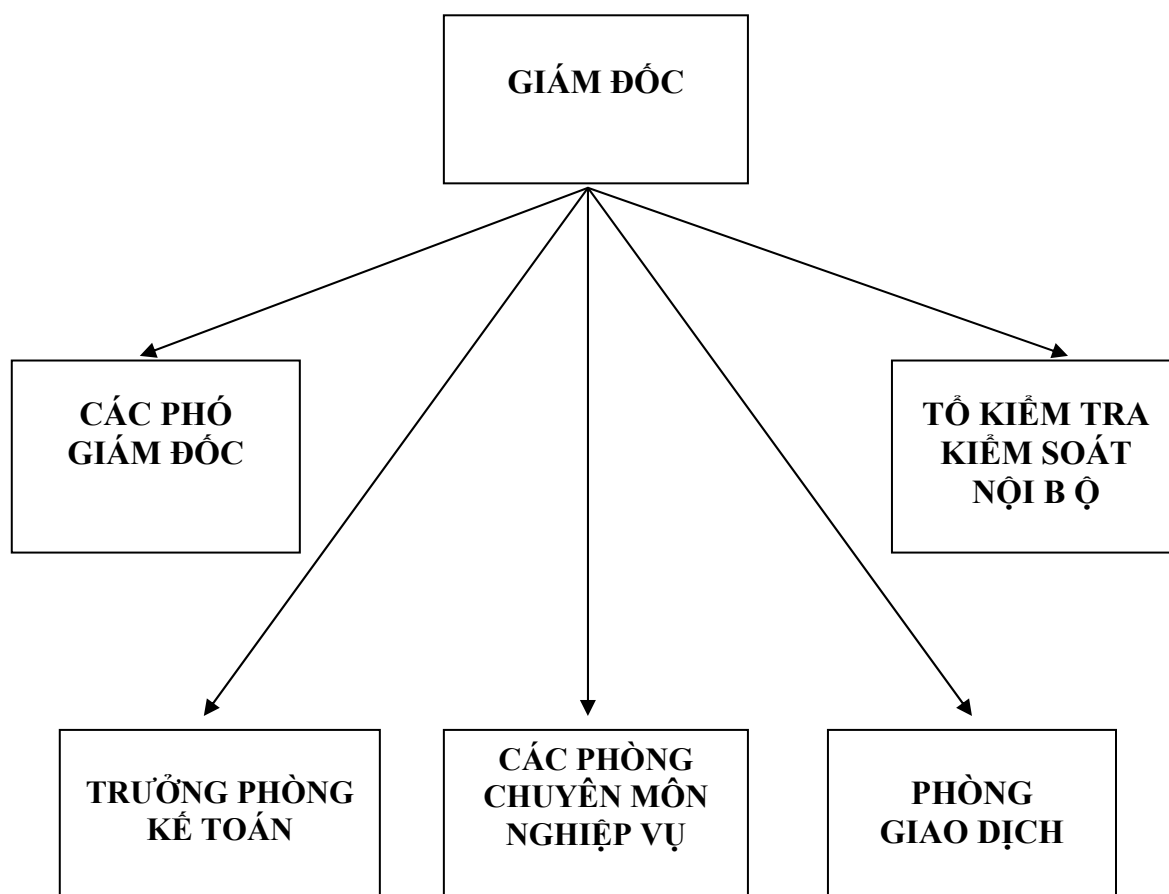 GIÁM ĐỐC
CÁC PHÓ
GIÁM ĐỐC
TỔ KIỂM TRA
KIỂM SOÁT
NỘI B Ộ
TRƯỞNG PHÒNG
KẾ TOÁN
CÁC PHÒNG
CHUYÊN MÔN
NGHIỆP VỤ
PHÒNG
GIAO DỊCH